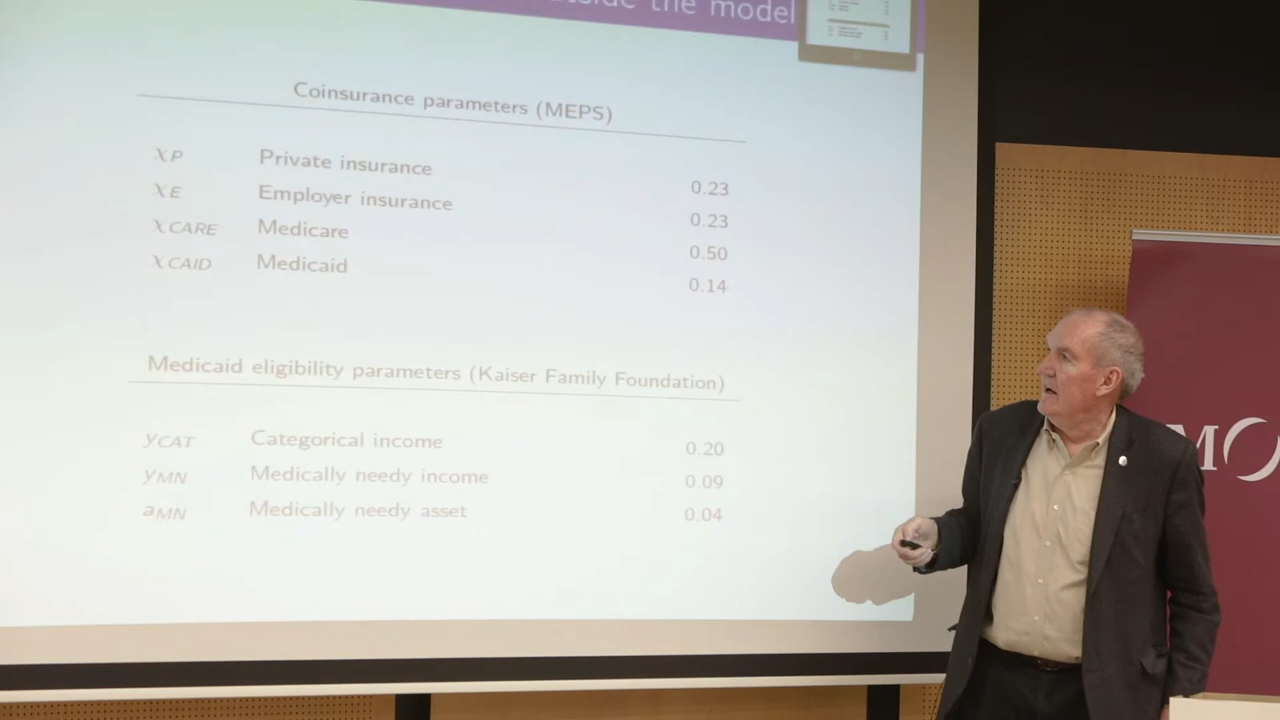 the model
Coinsurance parameters (MEPS)
χP Private insurance 0.23
χE Employer insurance 0.23
χCARE Medicare 0.50
χCAID Medicaid 0.14
Medicaid eligibility parameters (Kaiser Family Foundation)
yCAT Categorical income 0.20
yMN Medically needy income 0.09
aMN Medically needy asset 0.04